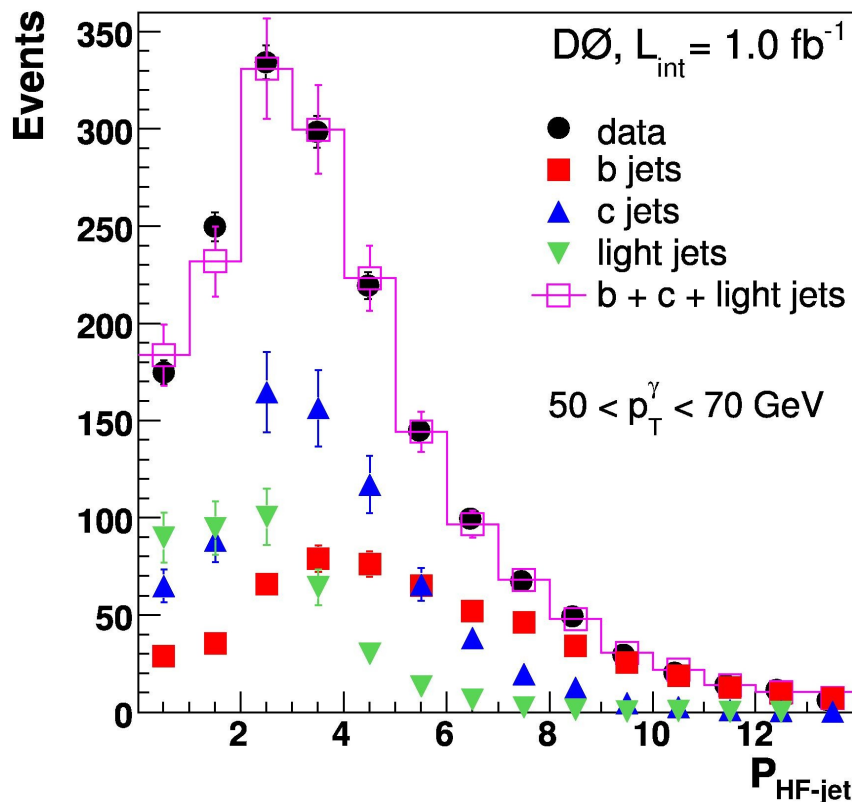 Events
350
300
250
200
150
100
50
0
DØ, L_int = 1.0 fb⁻¹
data
b jets
c jets
light jets
b + c + light jets
50 < p_T^γ < 70 GeV
2 4 6 8 10 12
P_HF-jet